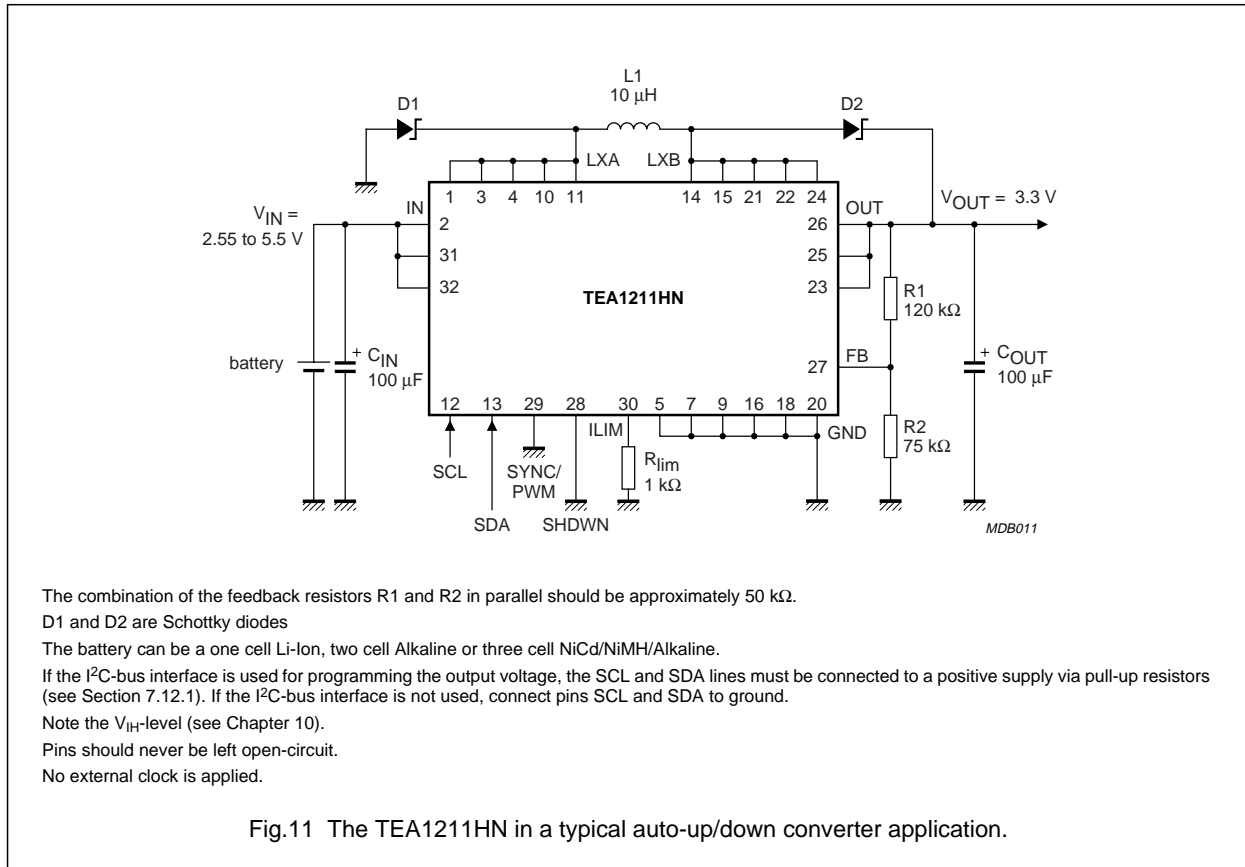 L1
10 μH
D1
D2
LXA
LXB
1 3 4 10 11
14 15 21 22 24
V_IN =
2.55 to 5.5 V
IN
2
31
32
OUT
26
25
23
V_OUT = 3.3 V
TEA1211HN
R1
120 kΩ
FB
27
battery
+ C_IN
100 μF
+ C_OUT
100 μF
R2
75 kΩ
12 13 29 28 30 5 7 9 16 18 20
ILIM
GND
SCL
SDA
SYNC/
PWM
SHDWN
R_lim
1 kΩ
MDB011
The combination of the feedback resistors R1 and R2 in parallel should be approximately 50 kΩ.
D1 and D2 are Schottky diodes
The battery can be a one cell Li-Ion, two cell Alkaline or three cell NiCd/NiMH/Alkaline.
If the I²C-bus interface is used for programming the output voltage, the SCL and SDA lines must be connected to a positive supply via pull-up resistors
(see Section 7.12.1). If the I²C-bus interface is not used, connect pins SCL and SDA to ground.
Note the V_IH-level (see Chapter 10).
Pins should never be left open-circuit.
No external clock is applied.
Fig.11 The TEA1211HN in a typical auto-up/down converter application.